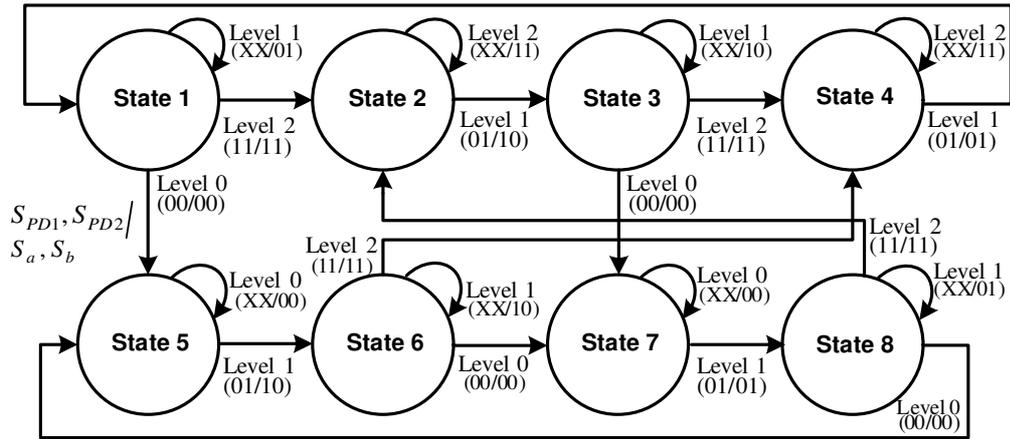 Level 1
(XX/01)
Level 2
(XX/11)
Level 1
(XX/10)
Level 2
(XX/11)
State 1
State 2
State 3
State 4
Level 2
(11/11)
Level 1
(01/10)
Level 2
(11/11)
Level 1
(01/01)
Level 0
(00/00)
Level 0
(00/00)
S_PD1, S_PD2/
S_a, S_b
Level 2
(11/11)
Level 2
(11/11)
Level 0
(XX/00)
Level 1
(XX/10)
Level 0
(XX/00)
Level 1
(XX/01)
State 5
State 6
State 7
State 8
Level 1
(01/10)
Level 0
(00/00)
Level 1
(01/01)
Level 0
(00/00)